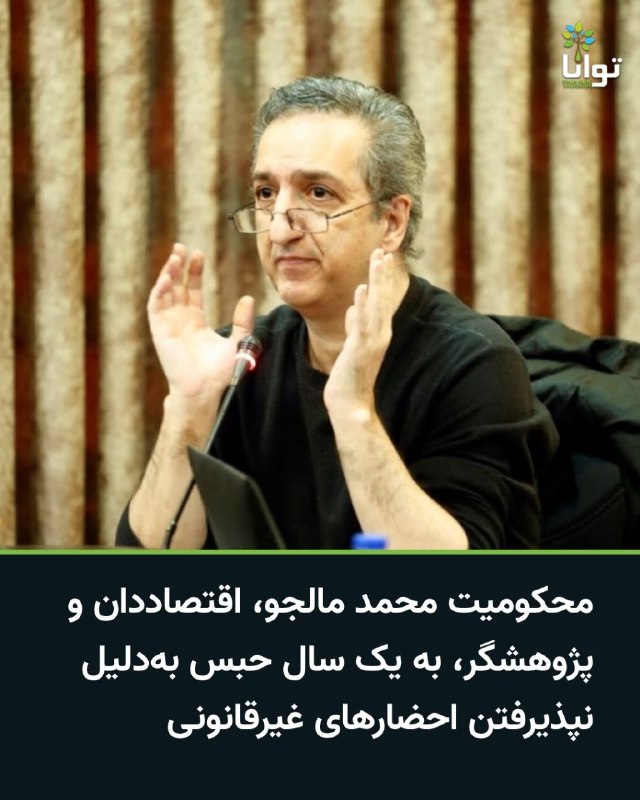 توانا
محکومیت محمد مالجو، اقتصاددان و
پژوهشگر، به یک سال حبس به‌دلیل
نپذیرفتن احضارهای غیرقانونی